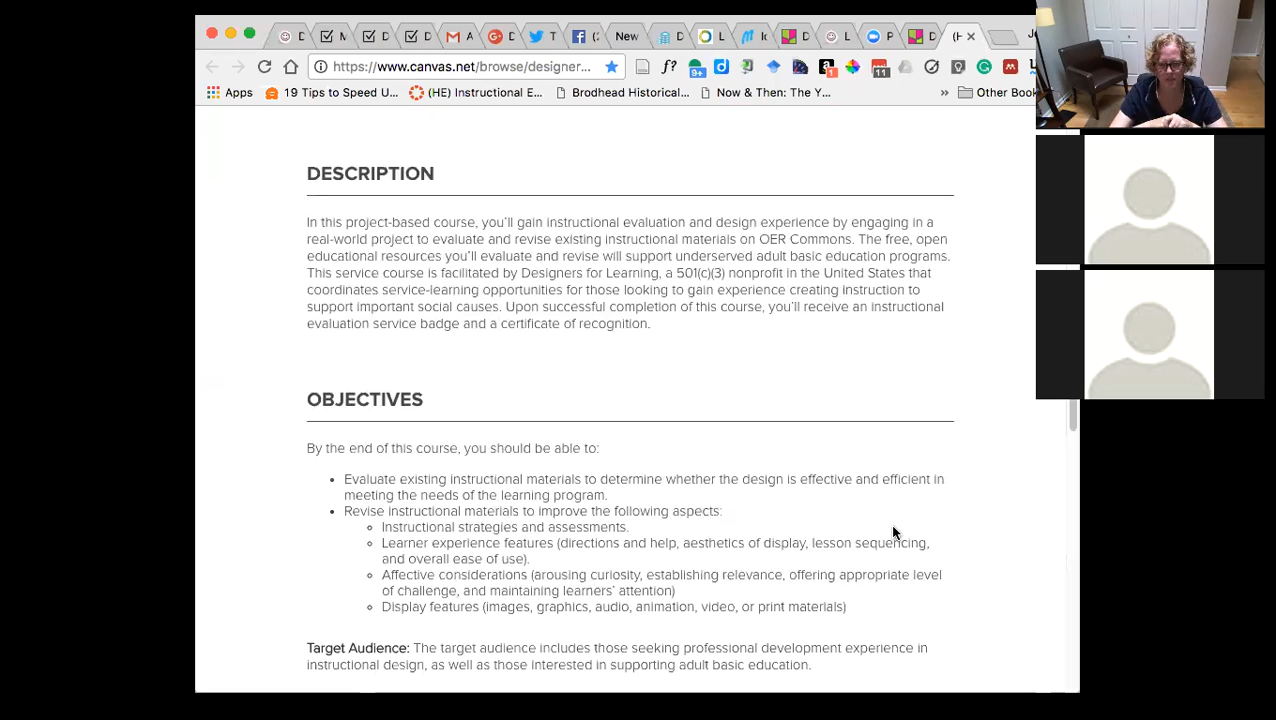 D M D D A D T (2 New D L Ic D L P D (H Jo
https://www.canvas.net/browse/designer... f? 9+ 1 11
Apps 19 Tips to Speed U... (HE) Instructional E... Brodhead Historical... Now & Then: The Y... » Other Book
DESCRIPTION
In this project-based course, you'll gain instructional evaluation and design experience by engaging in a
real-world project to evaluate and revise existing instructional materials on OER Commons. The free, open
educational resources you'll evaluate and revise will support underserved adult basic education programs.
This service course is facilitated by Designers for Learning, a 501(c)(3) nonprofit in the United States that
coordinates service-learning opportunities for those looking to gain experience creating instruction to
support important social causes. Upon successful completion of this course, you'll receive an instructional
evaluation service badge and a certificate of recognition.
OBJECTIVES
By the end of this course, you should be able to:
• Evaluate existing instructional materials to determine whether the design is effective and efficient in
meeting the needs of the learning program.
• Revise instructional materials to improve the following aspects:
◦ Instructional strategies and assessments.
◦ Learner experience features (directions and help, aesthetics of display, lesson sequencing,
and overall ease of use).
◦ Affective considerations (arousing curiosity, establishing relevance, offering appropriate level
of challenge, and maintaining learners' attention)
◦ Display features (images, graphics, audio, animation, video, or print materials)
Target Audience: The target audience includes those seeking professional development experience in
instructional design, as well as those interested in supporting adult basic education.